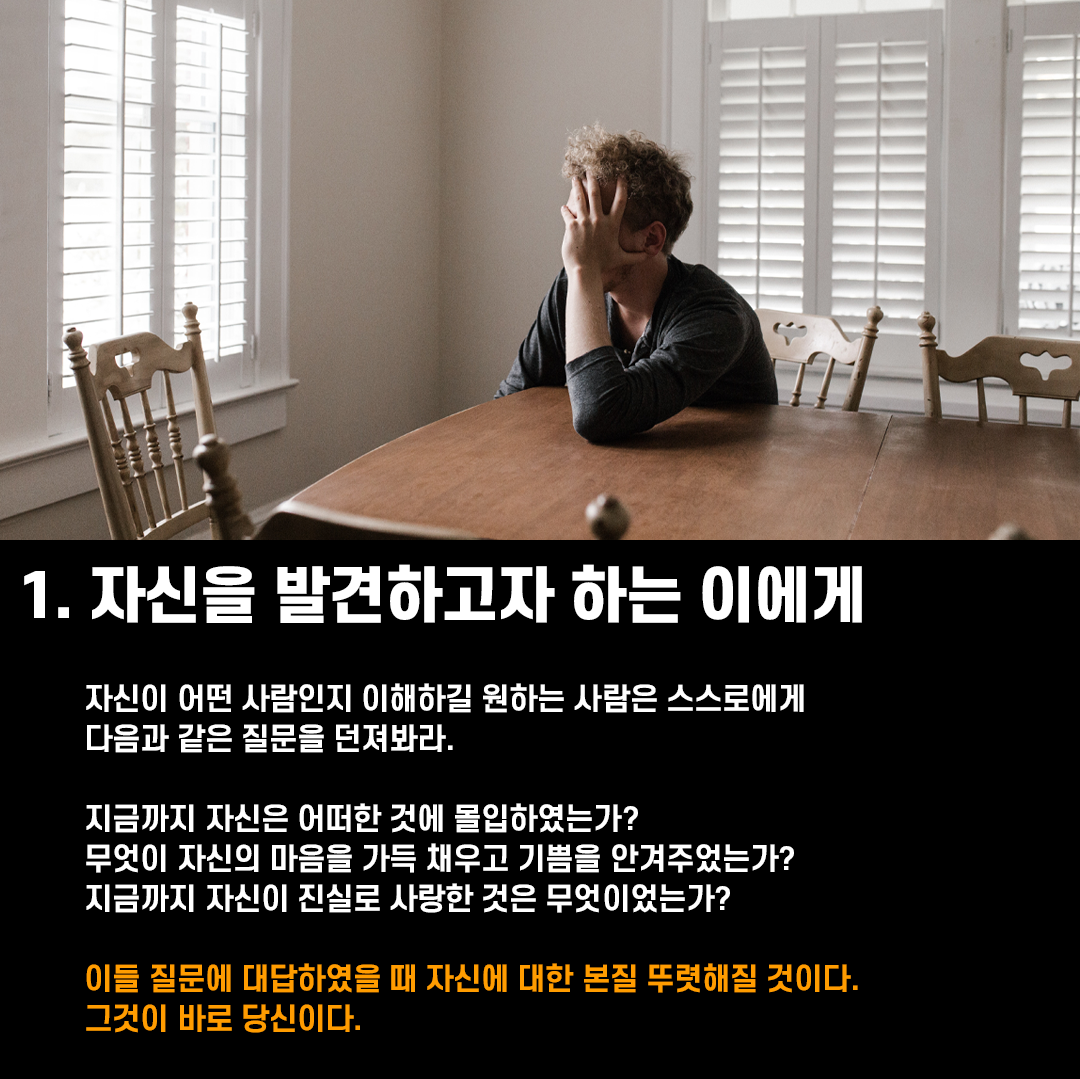 1. 자신을 발견하고자 하는 이에게
자신이 어떤 사람인지 이해하길 원하는 사람은 스스로에게
다음과 같은 질문을 던져봐라.
지금까지 자신은 어떠한 것에 몰입하였는가?
무엇이 자신의 마음을 가득 채우고 기쁨을 안겨주었는가?
지금까지 자신이 진실로 사랑한 것은 무엇이었는가?
이들 질문에 대답하였을 때 자신에 대한 본질 뚜렷해질 것이다.
그것이 바로 당신이다.